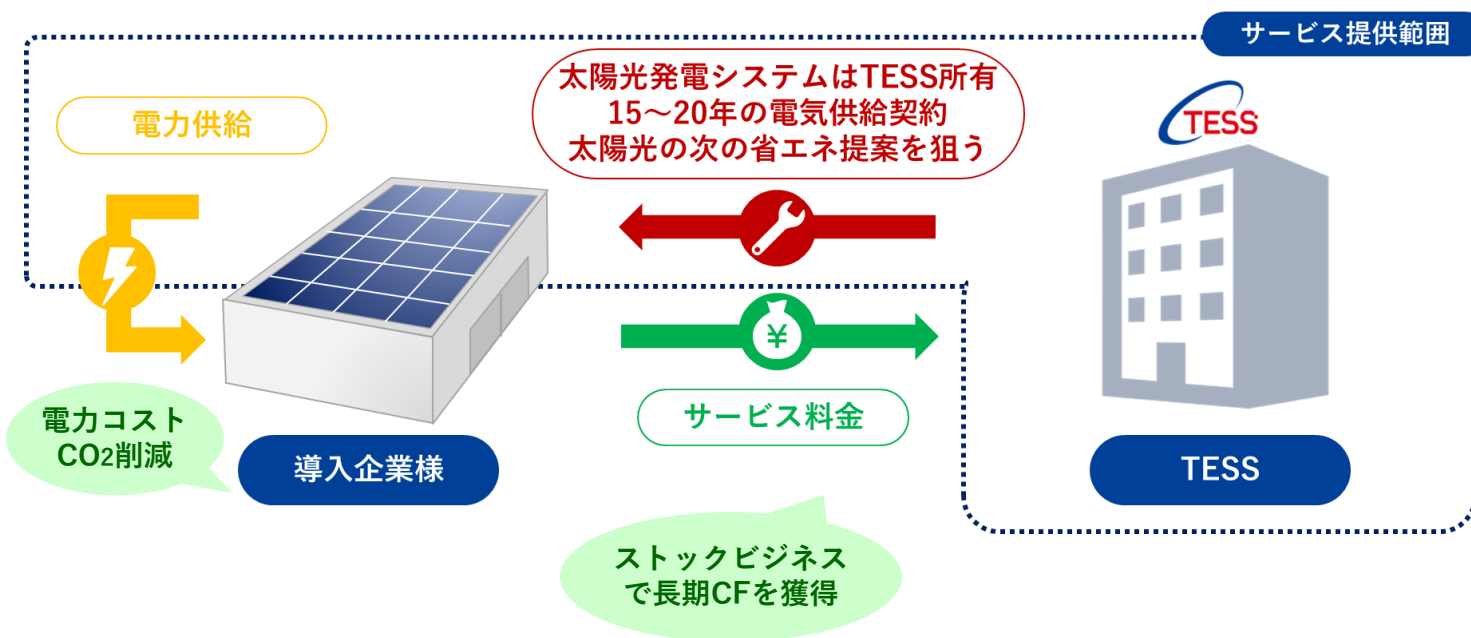 サービス提供範囲
太陽光発電システムはTESS所有
15～20年の電気供給契約
太陽光の次の省エネ提案を狙う
電力供給
TESS
¥
サービス料金
電力コスト
CO2削減
導入企業様
TESS
ストックビジネス
で長期CFを獲得